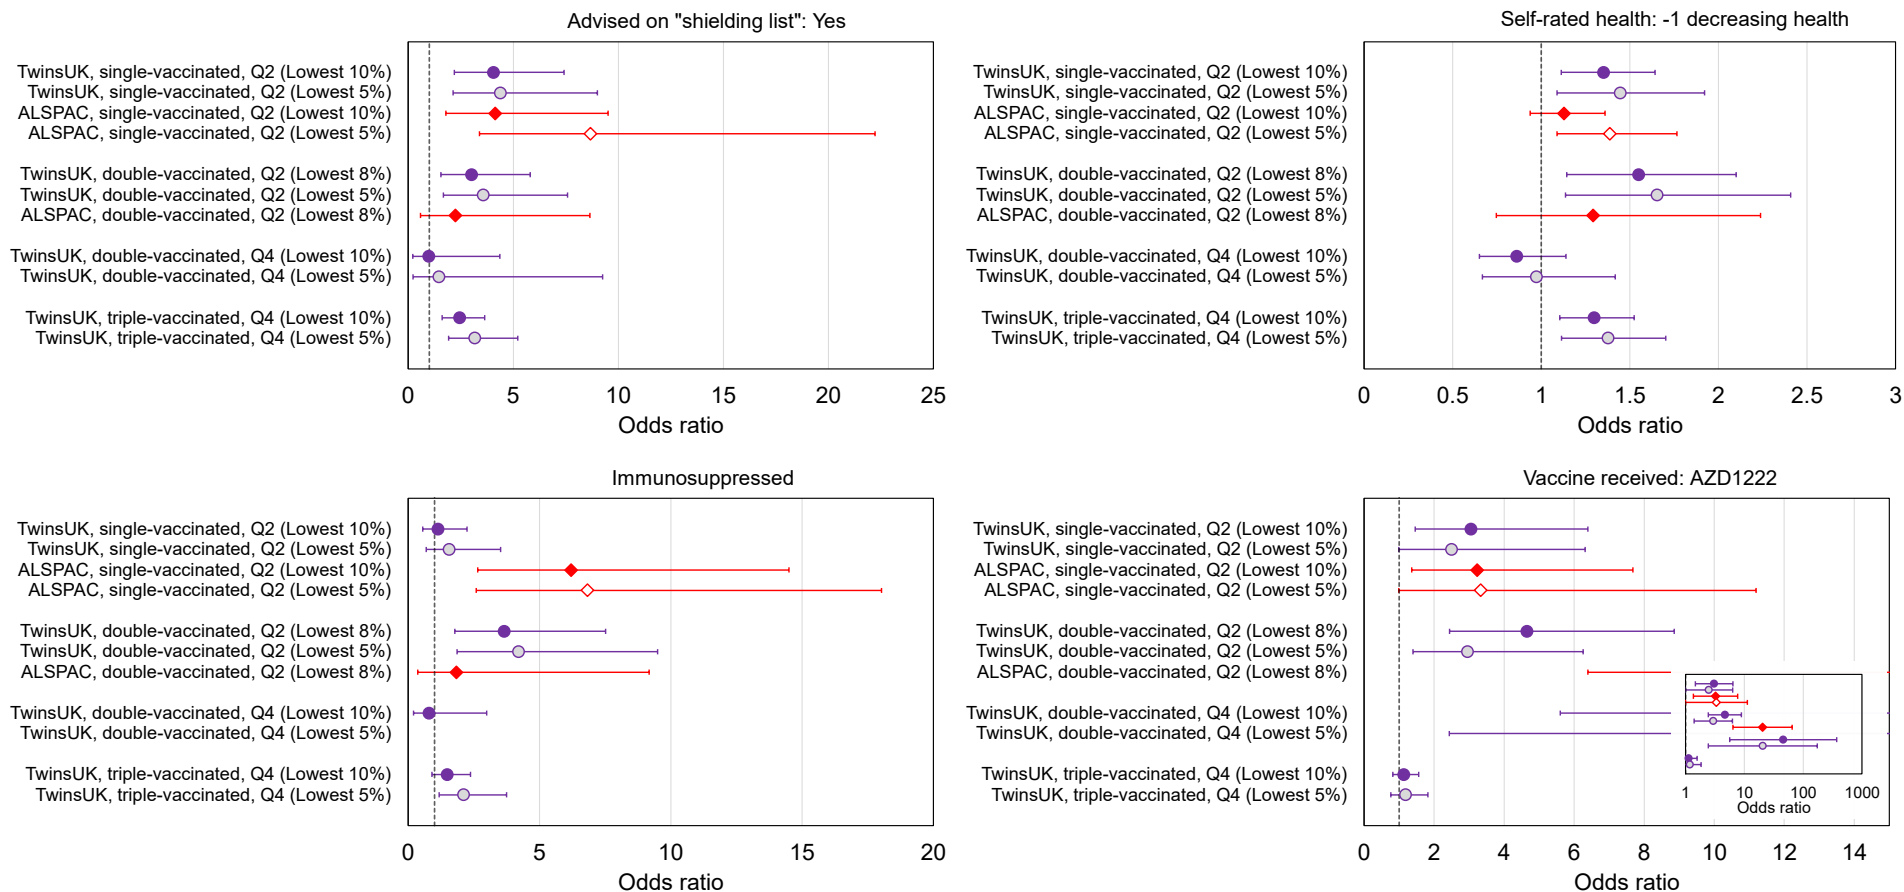 Advised on "shielding list": Yes
TwinsUK, single-vaccinated, Q2 (Lowest 10%)
TwinsUK, single-vaccinated, Q2 (Lowest 5%)
ALSPAC, single-vaccinated, Q2 (Lowest 10%)
ALSPAC, single-vaccinated, Q2 (Lowest 5%)
TwinsUK, double-vaccinated, Q2 (Lowest 8%)
TwinsUK, double-vaccinated, Q2 (Lowest 5%)
ALSPAC, double-vaccinated, Q2 (Lowest 8%)
TwinsUK, double-vaccinated, Q4 (Lowest 10%)
TwinsUK, double-vaccinated, Q4 (Lowest 5%)
TwinsUK, triple-vaccinated, Q4 (Lowest 10%)
TwinsUK, triple-vaccinated, Q4 (Lowest 5%)
0 5 10 15 20 25
Odds ratio
Self-rated health: -1 decreasing health
TwinsUK, single-vaccinated, Q2 (Lowest 10%)
TwinsUK, single-vaccinated, Q2 (Lowest 5%)
ALSPAC, single-vaccinated, Q2 (Lowest 10%)
ALSPAC, single-vaccinated, Q2 (Lowest 5%)
TwinsUK, double-vaccinated, Q2 (Lowest 8%)
TwinsUK, double-vaccinated, Q2 (Lowest 5%)
ALSPAC, double-vaccinated, Q2 (Lowest 8%)
TwinsUK, double-vaccinated, Q4 (Lowest 10%)
TwinsUK, double-vaccinated, Q4 (Lowest 5%)
TwinsUK, triple-vaccinated, Q4 (Lowest 10%)
TwinsUK, triple-vaccinated, Q4 (Lowest 5%)
0 0.5 1 1.5 2 2.5 3
Odds ratio
Immunosuppressed
TwinsUK, single-vaccinated, Q2 (Lowest 10%)
TwinsUK, single-vaccinated, Q2 (Lowest 5%)
ALSPAC, single-vaccinated, Q2 (Lowest 10%)
ALSPAC, single-vaccinated, Q2 (Lowest 5%)
TwinsUK, double-vaccinated, Q2 (Lowest 8%)
TwinsUK, double-vaccinated, Q2 (Lowest 5%)
ALSPAC, double-vaccinated, Q2 (Lowest 8%)
TwinsUK, double-vaccinated, Q4 (Lowest 10%)
TwinsUK, double-vaccinated, Q4 (Lowest 5%)
TwinsUK, triple-vaccinated, Q4 (Lowest 10%)
TwinsUK, triple-vaccinated, Q4 (Lowest 5%)
0 5 10 15 20
Odds ratio
Vaccine received: AZD1222
TwinsUK, single-vaccinated, Q2 (Lowest 10%)
TwinsUK, single-vaccinated, Q2 (Lowest 5%)
ALSPAC, single-vaccinated, Q2 (Lowest 10%)
ALSPAC, single-vaccinated, Q2 (Lowest 5%)
TwinsUK, double-vaccinated, Q2 (Lowest 8%)
TwinsUK, double-vaccinated, Q2 (Lowest 5%)
ALSPAC, double-vaccinated, Q2 (Lowest 8%)
TwinsUK, double-vaccinated, Q4 (Lowest 10%)
TwinsUK, double-vaccinated, Q4 (Lowest 5%)
TwinsUK, triple-vaccinated, Q4 (Lowest 10%)
TwinsUK, triple-vaccinated, Q4 (Lowest 5%)
1 10 100 1000
Odds ratio
0 2 4 6 8 10 12 14
Odds ratio